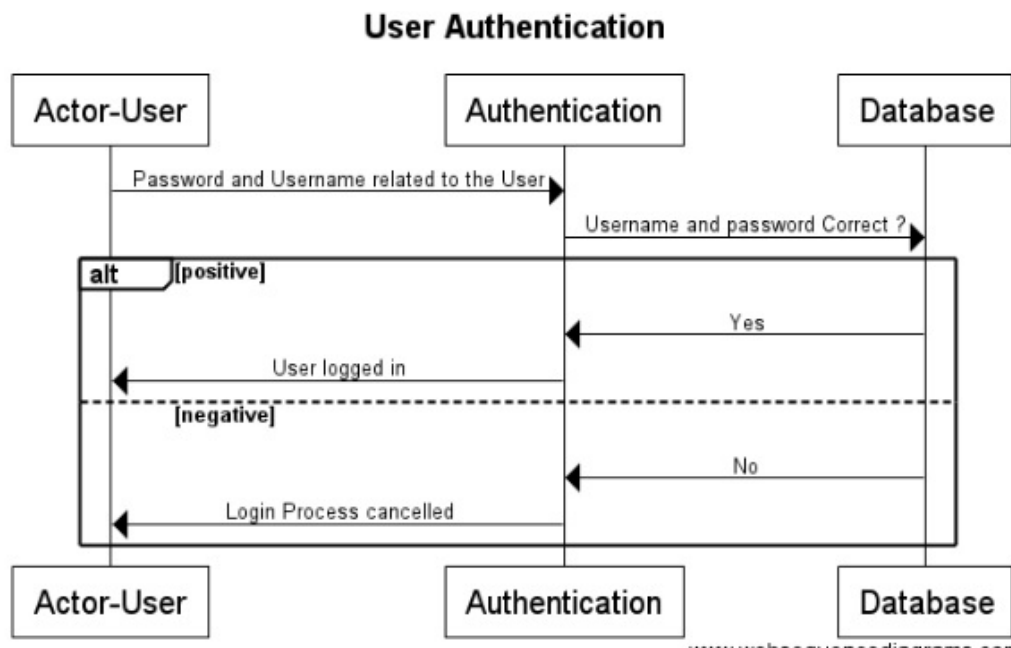 User Authentication
Actor-User
Authentication
Database
Password and Username related to the User
Username and password Correct ?
alt
[positive]
Yes
User logged in
[negative]
No
Login Process cancelled
Actor-User
Authentication
Database